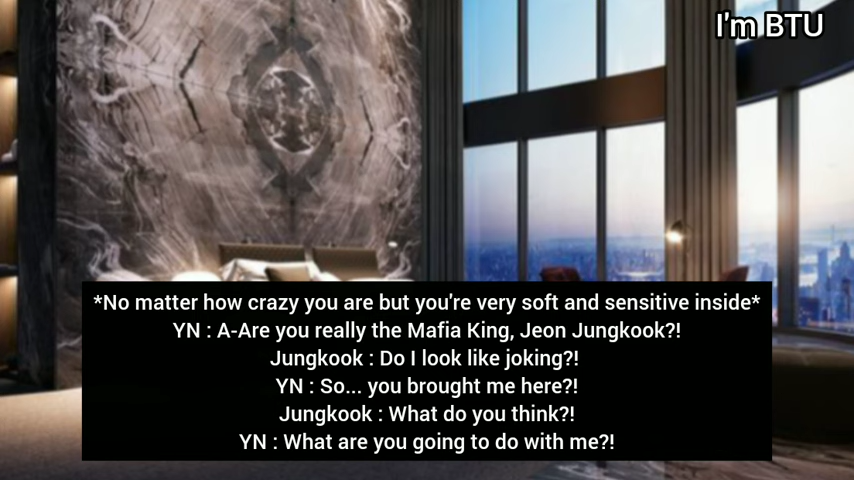 I'm BTU
*No matter how crazy you are but you're very soft and sensitive inside*
YN : A-Are you really the Mafia King, Jeon Jungkook?!
Jungkook : Do I look like joking?!
YN : So... you brought me here?!
Jungkook : What do you think?!
YN : What are you going to do with me?!